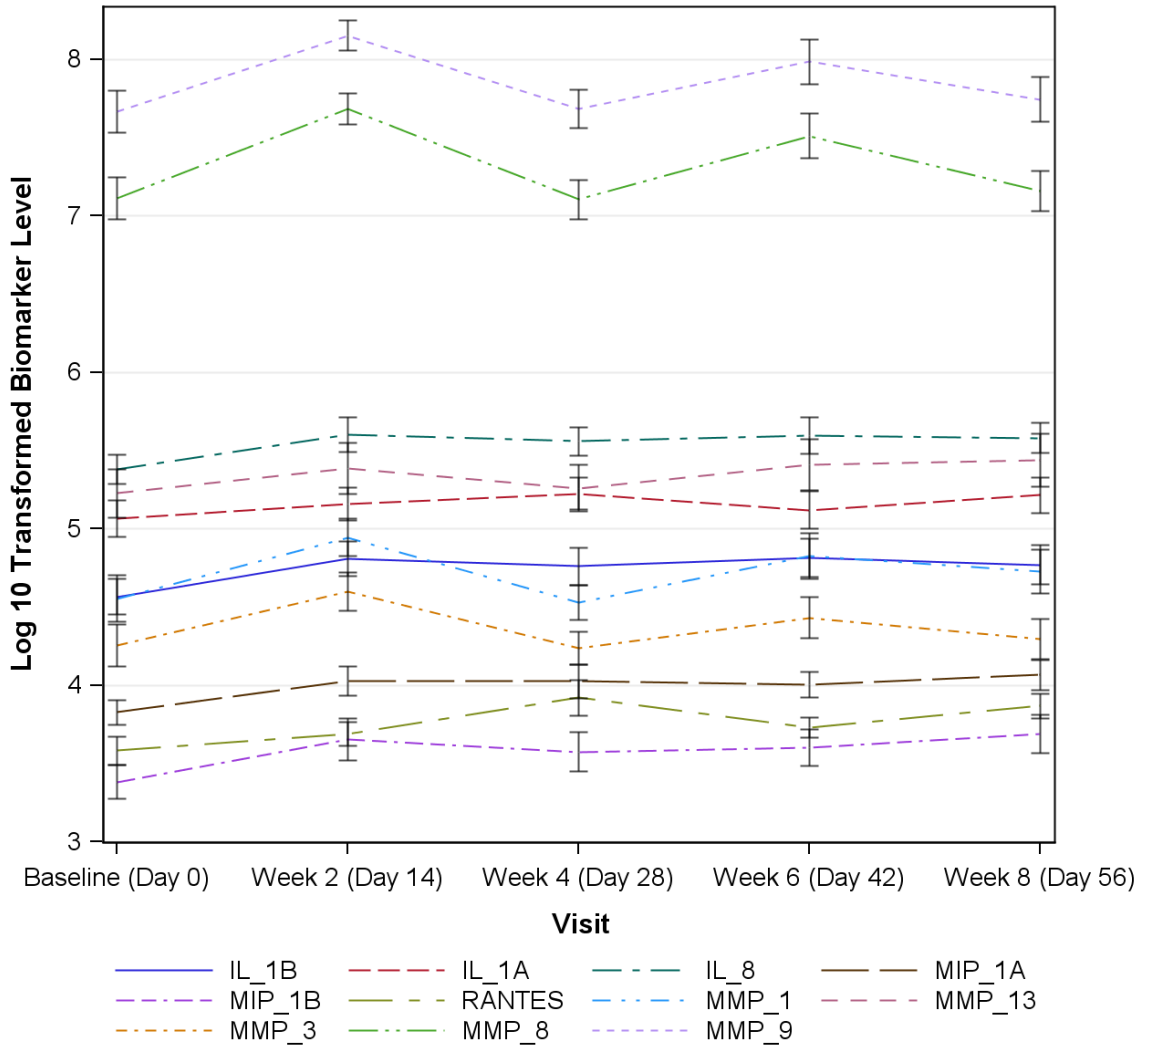 Log 10 Transformed Biomarker Level
8
7
6
5
4
3
Baseline (Day 0) Week 2 (Day 14) Week 4 (Day 28) Week 6 (Day 42) Week 8 (Day 56)
Visit
IL_1B IL_1A IL_8 MIP_1A
MIP_1B RANTES MMP_1 MMP_13
MMP_3 MMP_8 MMP_9